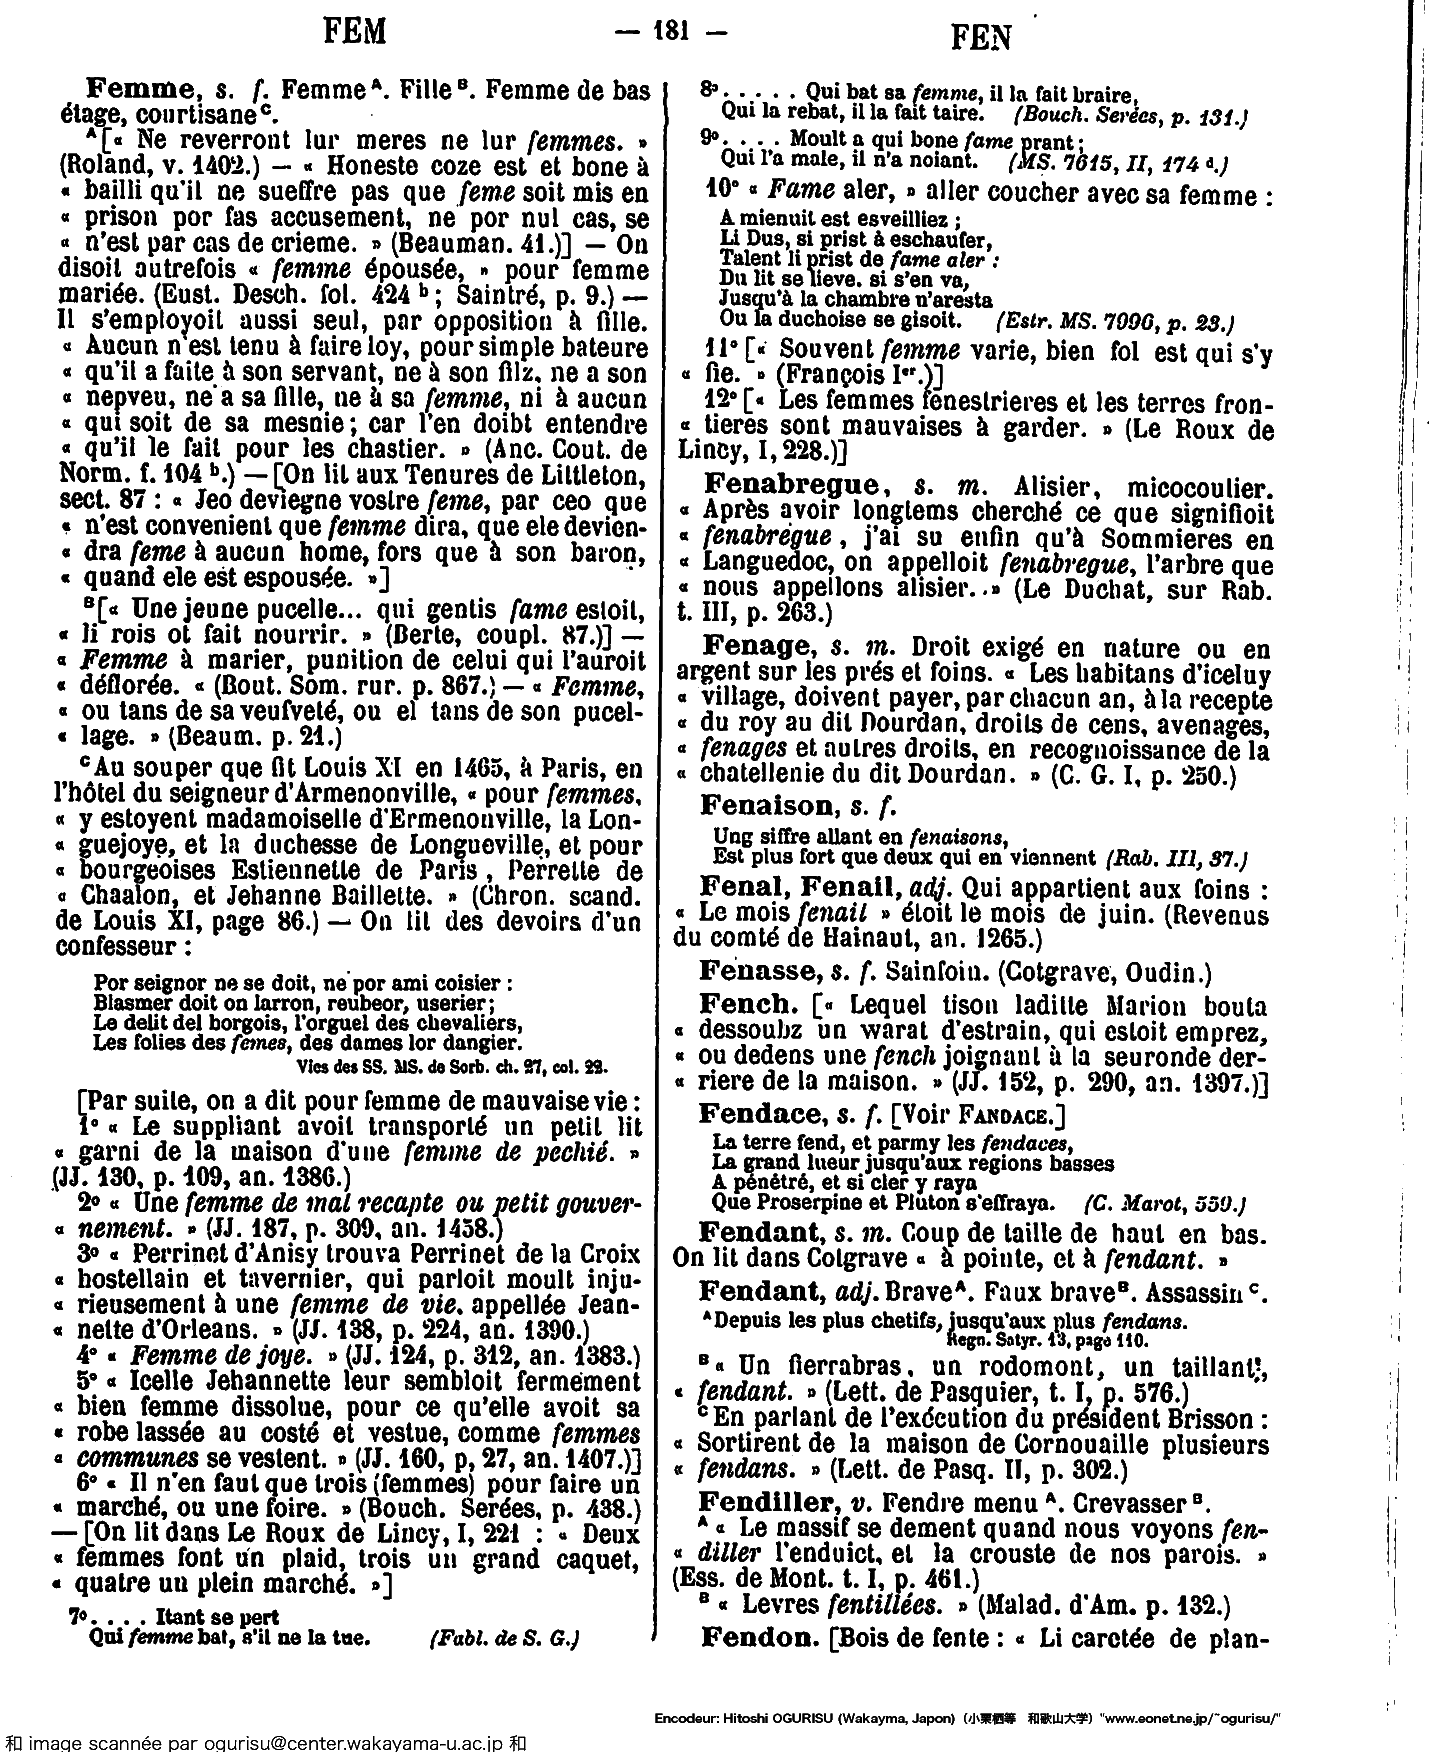 FEM
— 181 —
FEN
Femme, s. f. Femme ᴬ. Fille ᴮ. Femme de bas
étage, courtisane ᶜ.
ᴬ[« Ne reverront lur meres ne lur femmes. »
(Roland, v. 1402.) — « Honeste coze est et bone à
« bailli qu'il ne sueffre pas que feme soit mis en
« prison por fas accusement, ne por nul cas, se
« n'est par cas de crieme. » (Beauman. 41.)] — On
disoit autrefois « femme épousée, » pour femme
mariée. (Eust. Desch. fol. 424 ᵇ; Saintré, p. 9.) —
Il s'employoit aussi seul, par opposition à fille.
« Aucun n'est tenu à faire loy, pour simple bateure
« qu'il a faite à son servant, ne à son filz, ne a son
« nepveu, ne a sa fille, ne à sa femme, ni à aucun
« qui soit de sa mesnie; car l'en doibt entendre
« qu'il le fait pour les chastier. » (Anc. Cout. de
Norm. f. 104 ᵇ.) — [On lit aux Tenures de Littleton,
sect. 87 : « Jeo deviegne vostre feme, par ceo que
« n'est convenient que femme dira, que ele devien-
« dra feme à aucun home, fors que à son baron,
« quand ele est espousée. »]
ᴮ[« Une jeune pucelle... qui gentis fame estoit,
« li rois ot fait nourrir. » (Berte, coupl. 87.)] —
« Femme à marier, punition de celui qui l'auroit
« déflorée. « (Bout. Som. rur. p. 867.) — « Femme,
« ou tans de sa veufveté, ou el tans de son pucel-
« lage. » (Beaum. p. 21.)
ᶜAu souper que fit Louis XI en 1465, à Paris, en
l'hôtel du seigneur d'Armenonville, « pour femmes,
« y estoyent madamoiselle d'Ermenonville, la Lon-
« guejoye, et la duchesse de Longueville, et pour
« bourgeoises Estiennette de Paris, Perrette de
« Chaalon, et Jehanne Baillette. » (Chron. scand.
de Louis XI, page 86.) — On lit des devoirs d'un
confesseur :
Por seignor ne se doit, ne por ami coisier :
Blasmer doit on larron, reubeor, userier;
Le delit del borgois, l'orguel des chevaliers,
Les folies des femes, des dames lor dangier.
Vies des SS. MS. de Sorb. ch. 27, col. 22.
[Par suite, on a dit pour femme de mauvaise vie :
1° « Le suppliant avoit transporté un petit lit
« garni de la maison d'une femme de pechié. »
(JJ. 130, p. 109, an. 1386.)
2° « Une femme de mal recapte ou petit gouver-
« nement. » (JJ. 187, p. 309, an. 1458.)
3° « Perrinet d'Anisy trouva Perrinet de la Croix
« hostellain et tavernier, qui parloit moult inju-
« rieusement à une femme de vie, appellée Jean-
« nette d'Orleans. » (JJ. 138, p. 224, an. 1390.)
4° « Femme de joye. » (JJ. 124, p. 312, an. 1383.)
5° « Icelle Jehannette leur sembloit fermement
« bien femme dissolue, pour ce qu'elle avoit sa
« robe lassée au costé et vestue, comme femmes
« communes se vestent. » (JJ. 160, p, 27, an. 1407.)]
6° « Il n'en faut que trois (femmes) pour faire un
« marché, ou une foire. » (Bouch. Serées, p. 438.)
— [On lit dans Le Roux de Lincy, I, 221 : « Deux
« femmes font un plaid, trois un grand caquet,
« quatre un plein marché. »]
7° . . . . Itant se pert
Qui femme bat, s'il ne la tue. (Fabl. de S. G.)
8° . . . . . Qui bat sa femme, il la fait braire,
Qui la rebat, il la fait taire. (Bouch. Serées, p. 131.)
9° . . . . Moult a qui bone fame prant;
Qui l'a male, il n'a noiant. (MS. 7615, II, 174 ᵈ.)
10° « Fame aler, » aller coucher avec sa femme :
A mienuit est esveilliez;
Li Dus, si prist à eschaufer,
Talent li prist de fame aler :
Du lit se lieve, si s'en va,
Jusqu'à la chambre n'aresta
Ou la duchoise se gisoit. (Estr. MS. 7996, p. 23.)
11° [« Souvent femme varie, bien fol est qui s'y
« fie. » (François Iᵉʳ.)]
12° [« Les femmes fenestrieres et les terres fron-
« tieres sont mauvaises à garder. » (Le Roux de
Lincy, I, 228.)]
Fenabregue, s. m. Alisier, micocoulier.
« Après avoir longtems cherché ce que signifioit
« fenabregue, j'ai su enfin qu'à Sommieres en
« Languedoc, on appelloit fenabregue, l'arbre que
« nous appellons alisier. » (Le Duchat, sur Rab.
t. III, p. 263.)
Fenage, s. m. Droit exigé en nature ou en
argent sur les prés et foins. « Les habitans d'iceluy
« village, doivent payer, par chacun an, à la recepte
« du roy au dit Dourdan, droits de cens, avenages,
« fenages et autres droits, en recognoissance de la
« chatellenie du dit Dourdan. » (C. G. I, p. 250.)
Fenaison, s. f.
Ung siffre allant en fenaisons,
Est plus fort que deux qui en viennent (Rab. III, 37.)
Fenal, Fenail, adj. Qui appartient aux foins :
« Le mois fenail » étoit le mois de juin. (Revenus
du comté de Hainaut, an. 1265.)
Fenasse, s. f. Sainfoin. (Cotgrave, Oudin.)
Fench. [« Lequel tison laditte Marion bouta
« dessoubz un warat d'estrain, qui estoit emprez,
« ou dedens une fench joignant à la seuronde der-
« riere de la maison. » (JJ. 152, p. 290, an. 1397.)]
Fendace, s. f. [Voir FANDACE.]
La terre fend, et parmy les fendaces,
La grand lueur jusqu'aux regions basses
A pénétré, et si cler y raya
Que Proserpine et Pluton s'effraya. (C. Marot, 559.)
Fendant, s. m. Coup de taille de haut en bas.
On lit dans Cotgrave « à pointe, et à fendant. »
Fendant, adj. Brave ᴬ. Faux brave ᴮ. Assassin ᶜ.
ᴬDepuis les plus chetifs, jusqu'aux plus fendans.
Regn. Satyr. 13, page 110.
ᴮ « Un fierrabras, un rodomont, un taillant,
« fendant. » (Lett. de Pasquier, t. I, p. 576.)
ᶜEn parlant de l'exécution du président Brisson :
« Sortirent de la maison de Cornouaille plusieurs
« fendans. » (Lett. de Pasq. II, p. 302.)
Fendiller, v. Fendre menu ᴬ. Crevasser ᴮ.
ᴬ « Le massif se dement quand nous voyons fen-
« diller l'enduict, et la crouste de nos parois. »
(Ess. de Mont. t. I, p. 461.)
ᴮ « Levres fentillées. » (Malad. d'Am. p. 132.)
Fendon. [Bois de fente : « Li carctée de plan-
Encodeur: Hitoshi OGURISU (Wakayma, Japon) (小栗栖等 和歌山大学) "www.eonet.ne.jp/~ogurisu/"
和 image scannée par ogurisu@center.wakayama-u.ac.jp 和